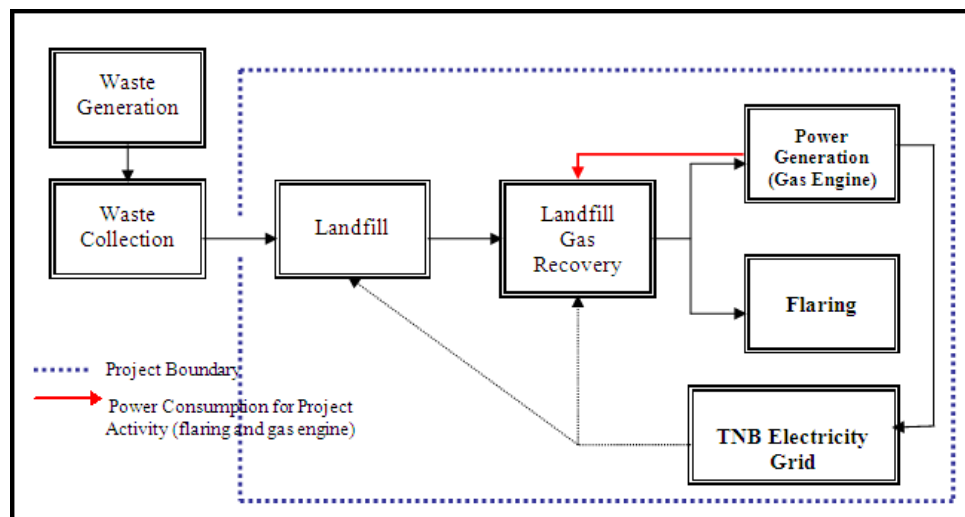 Waste
Generation
Waste
Collection
Landfill
Landfill
Gas
Recovery
Power
Generation
(Gas Engine)
Flaring
TNB Electricity
Grid
Project Boundary
Power Consumption for Project
Activity (flaring and gas engine)